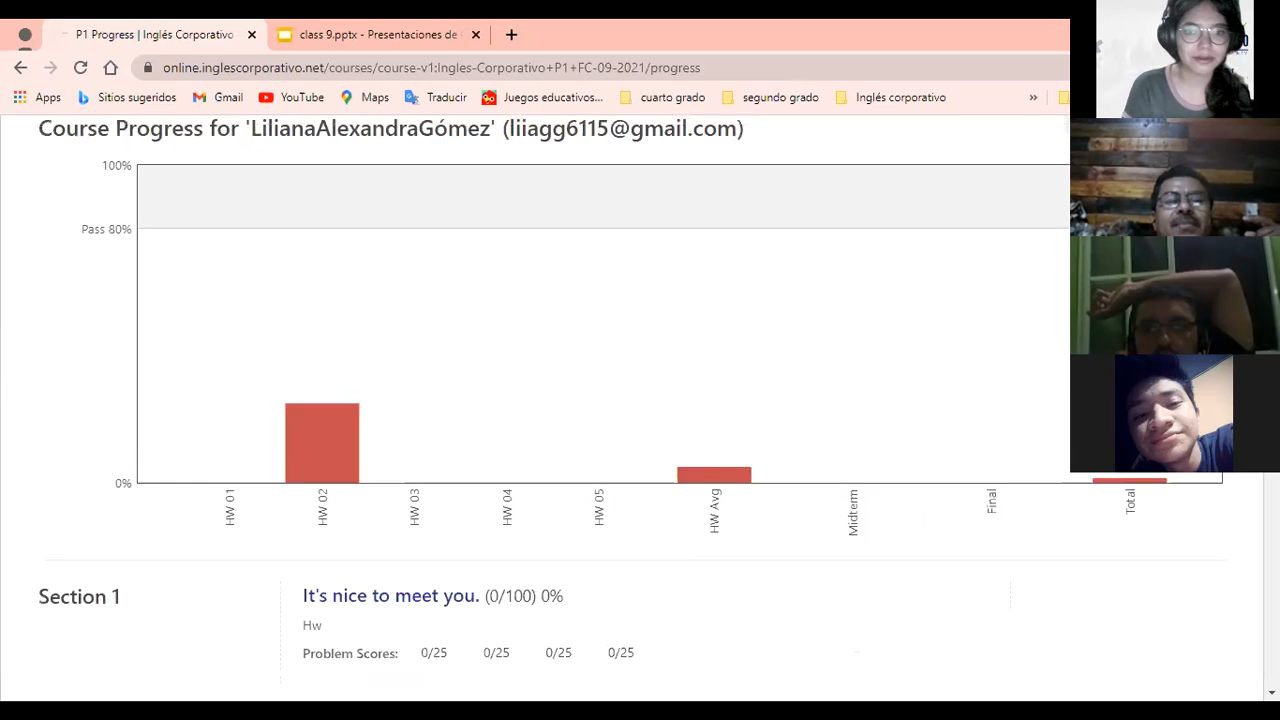 P1 Progress | Inglés Corporativo
class 9.pptx - Presentaciones de
online.inglescorporativo.net/courses/course-v1:Ingles-Corporativo+P1+FC-09-2021/progress
Apps Sitios sugeridos Gmail YouTube Maps Traducir Juegos educativos... cuarto grado segundo grado Inglés corporativo »
Course Progress for 'LilianaAlexandraGómez' (liiagg6115@gmail.com)
100%
Pass 80%
0%
HW 01
HW 02
HW 03
HW 04
HW 05
HW Avg
Midterm
Final
Total
Section 1
It's nice to meet you. (0/100) 0%
Hw
Problem Scores: 0/25 0/25 0/25 0/25